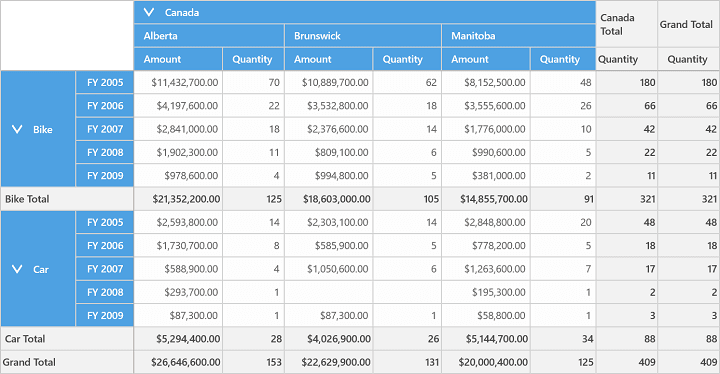 Canada Canada Total Grand Total
Alberta Brunswick Manitoba
Amount Quantity Amount Quantity Amount Quantity Quantity Quantity
Bike
FY 2005 $11,432,700.00 70 $10,889,700.00 62 $8,152,500.00 48 180 180
FY 2006 $4,197,600.00 22 $3,532,800.00 18 $3,555,600.00 26 66 66
FY 2007 $2,841,000.00 18 $2,376,600.00 14 $1,776,000.00 10 42 42
FY 2008 $1,902,300.00 11 $809,100.00 6 $990,600.00 5 22 22
FY 2009 $978,600.00 4 $994,800.00 5 $381,000.00 2 11 11
Bike Total $21,352,200.00 125 $18,603,000.00 105 $14,855,700.00 91 321 321
Car
FY 2005 $2,593,800.00 14 $2,303,100.00 14 $2,848,800.00 20 48 48
FY 2006 $1,730,700.00 8 $585,900.00 5 $778,200.00 5 18 18
FY 2007 $588,900.00 4 $1,050,600.00 6 $1,263,600.00 7 17 17
FY 2008 $293,700.00 1 $195,300.00 1 2 2
FY 2009 $87,300.00 1 $87,300.00 1 $58,800.00 1 3 3
Car Total $5,294,400.00 28 $4,026,900.00 26 $5,144,700.00 34 88 88
Grand Total $26,646,600.00 153 $22,629,900.00 131 $20,000,400.00 125 409 409